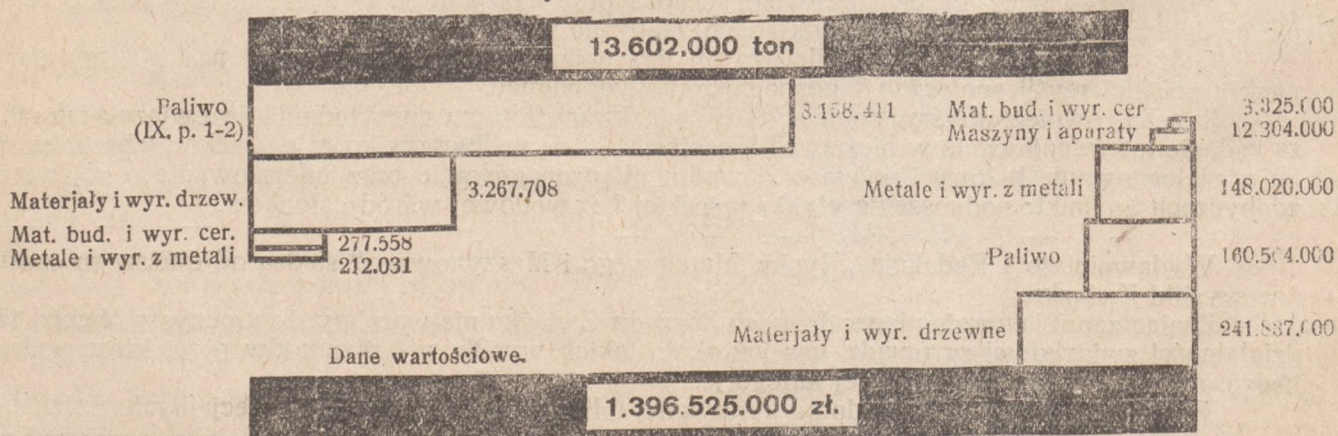 13.602.000 ton
Paliwo
(IX. p. 1-2)
Materjały i wyr. drzew. 3.267.708
Mat. bud. i wyr. cer. 277.558
Metale i wyr. z metali 212.031
Mat. bud. i wyr. cer 3.325.000
Maszyny i aparaty 12.304.000
Metale i wyr. z metali 148.020.000
Paliwo
Materjały i wyr. drzewne
Dane wartościowe.
1.396.525.000 zł.